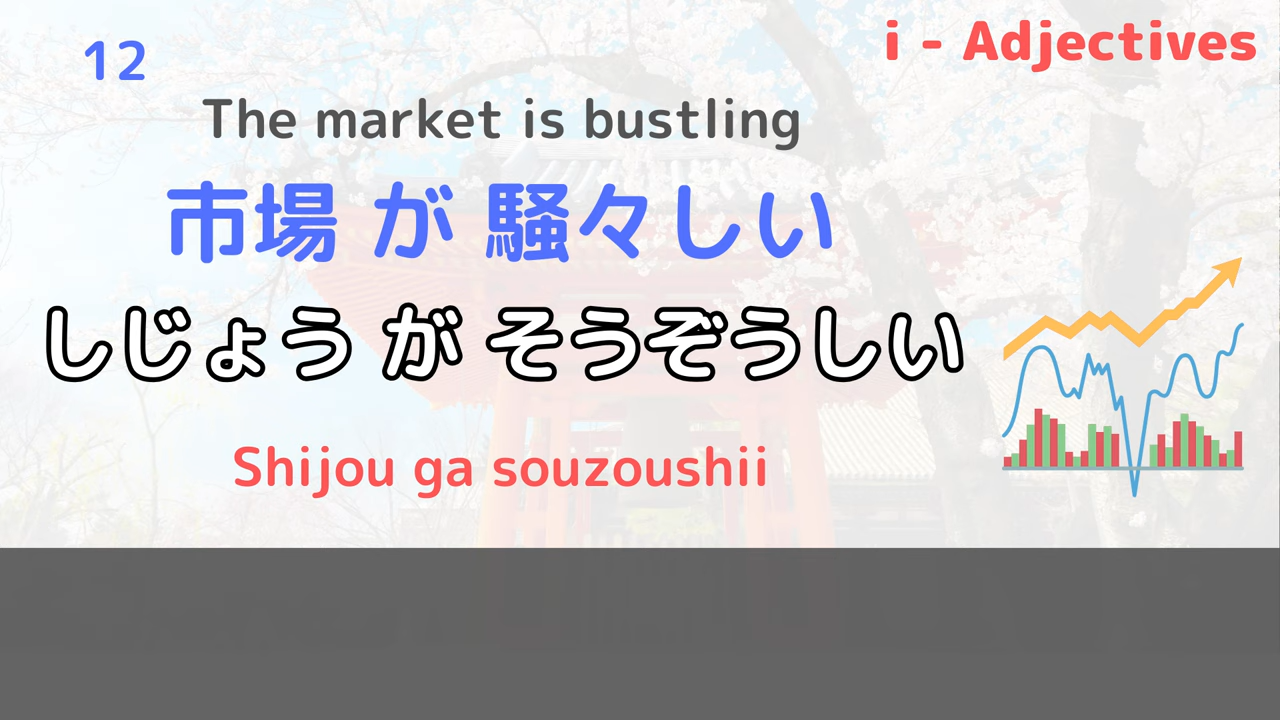 i - Adjectives
12
The market is bustling
市場 が 騒々しい
しじょう が そうぞうしい
Shijou ga souzoushii